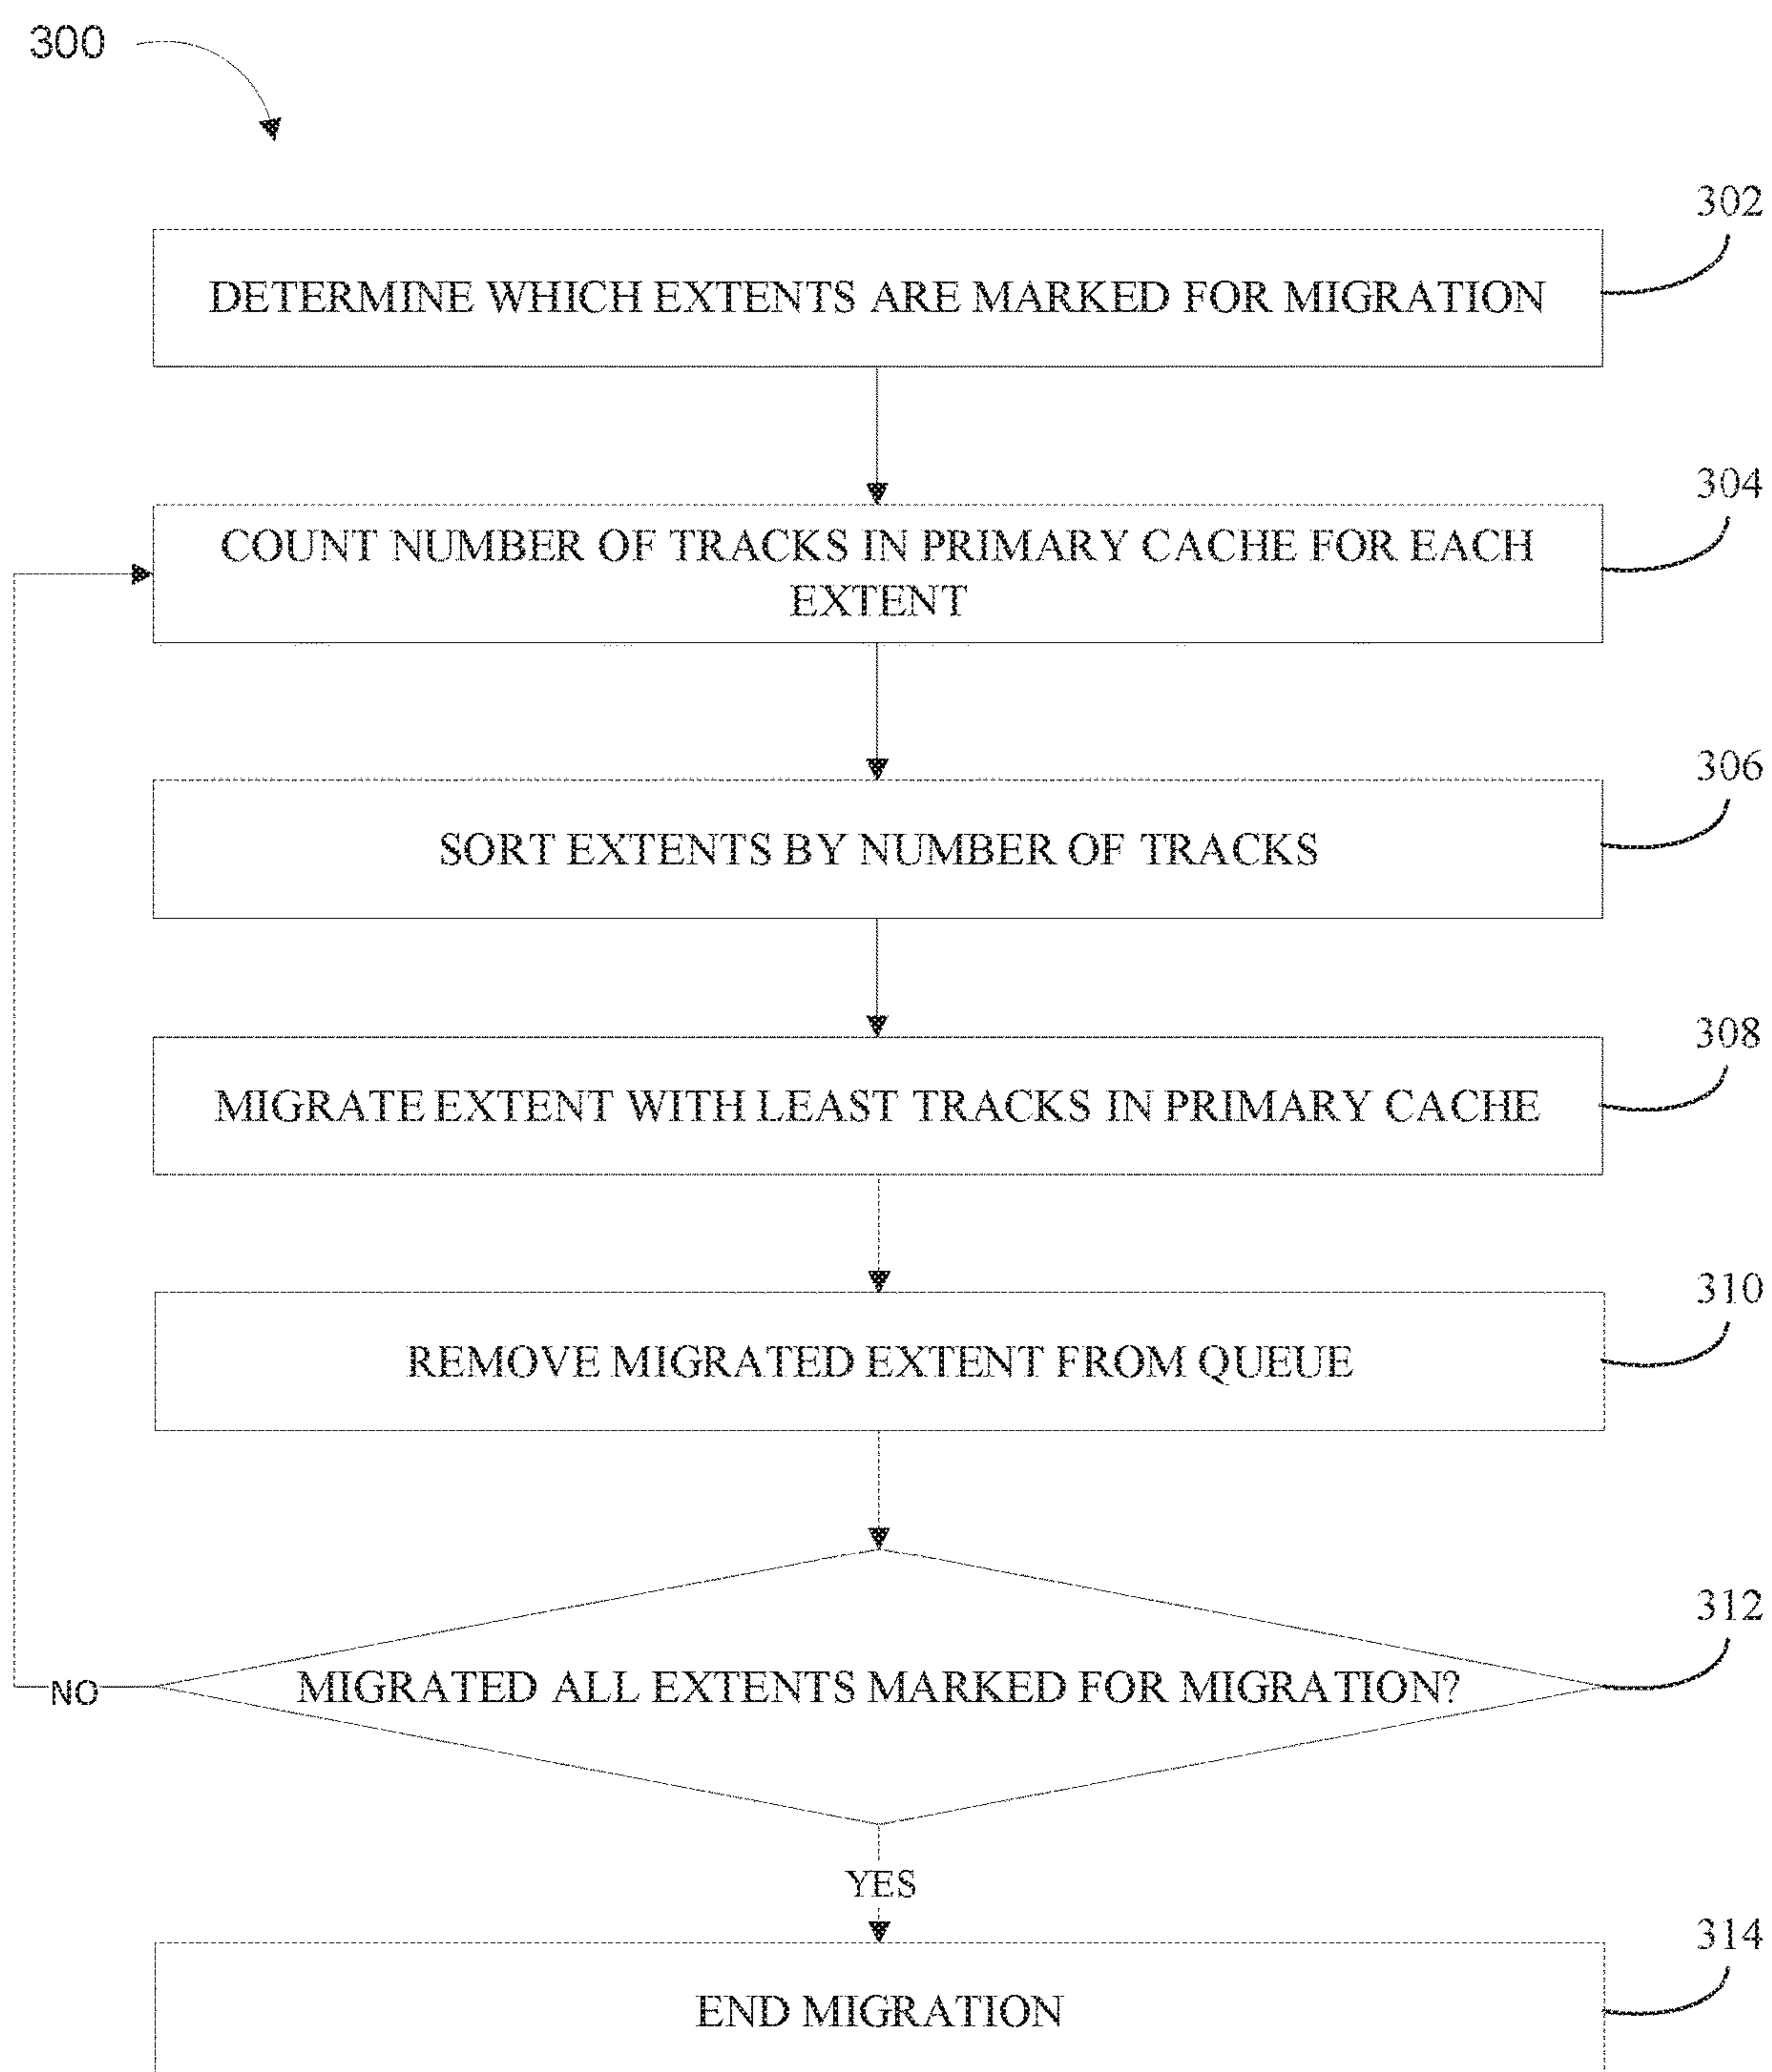 300
302
DETERMINE WHICH EXTENTS ARE MARKED FOR MIGRATION
304
COUNT NUMBER OF TRACKS IN PRIMARY CACHE FOR EACH
EXTENT
306
SORT EXTENTS BY NUMBER OF TRACKS
308
MIGRATE EXTENT WITH LEAST TRACKS IN PRIMARY CACHE
310
REMOVE MIGRATED EXTENT FROM QUEUE
312
MIGRATED ALL EXTENTS MARKED FOR MIGRATION?
NO
YES
314
END MIGRATION